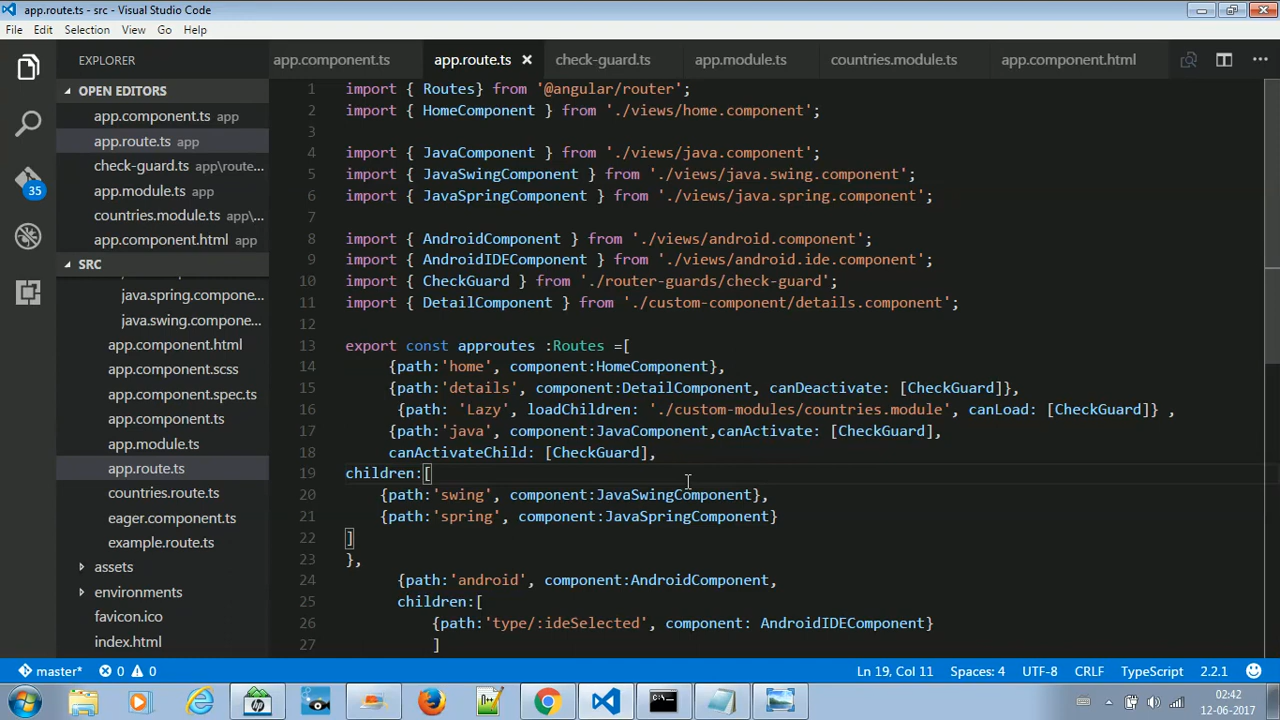 app.route.ts - src - Visual Studio Code
File Edit Selection View Go Help
EXPLORER
app.component.ts
app.route.ts
check-guard.ts
app.module.ts
countries.module.ts
app.component.html
OPEN EDITORS
app.component.ts app
app.route.ts app
check-guard.ts app\route...
app.module.ts app
countries.module.ts app\...
app.component.html app
SRC
java.spring.compone...
java.swing.compone...
app.component.html
app.component.scss
app.component.spec.ts
app.component.ts
app.module.ts
app.route.ts
countries.route.ts
eager.component.ts
example.route.ts
assets
environments
favicon.ico
index.html
35
1 import { Routes} from '@angular/router';
2 import { HomeComponent } from './views/home.component';
3
4 import { JavaComponent } from './views/java.component';
5 import { JavaSwingComponent } from './views/java.swing.component';
6 import { JavaSpringComponent } from './views/java.spring.component';
7
8 import { AndroidComponent } from './views/android.component';
9 import { AndroidIDEComponent } from './views/android.ide.component';
10 import { CheckGuard } from './router-guards/check-guard';
11 import { DetailComponent } from './custom-component/details.component';
12
13 export const approutes :Routes =[
14 {path:'home', component:HomeComponent},
15 {path:'details', component:DetailComponent, canDeactivate: [CheckGuard]},
16 {path: 'Lazy', loadChildren: './custom-modules/countries.module', canLoad: [CheckGuard]} ,
17 {path:'java', component:JavaComponent,canActivate: [CheckGuard],
18 canActivateChild: [CheckGuard],
19 children:[
20 {path:'swing', component:JavaSwingComponent},
21 {path:'spring', component:JavaSpringComponent}
22 ]
23 },
24 {path:'android', component:AndroidComponent,
25 children:[
26 {path:'type/:ideSelected', component: AndroidIDEComponent}
27 ]
master* 0 0 Ln 19, Col 11 Spaces: 4 UTF-8 CRLF TypeScript 2.2.1
02:42
12-06-2017